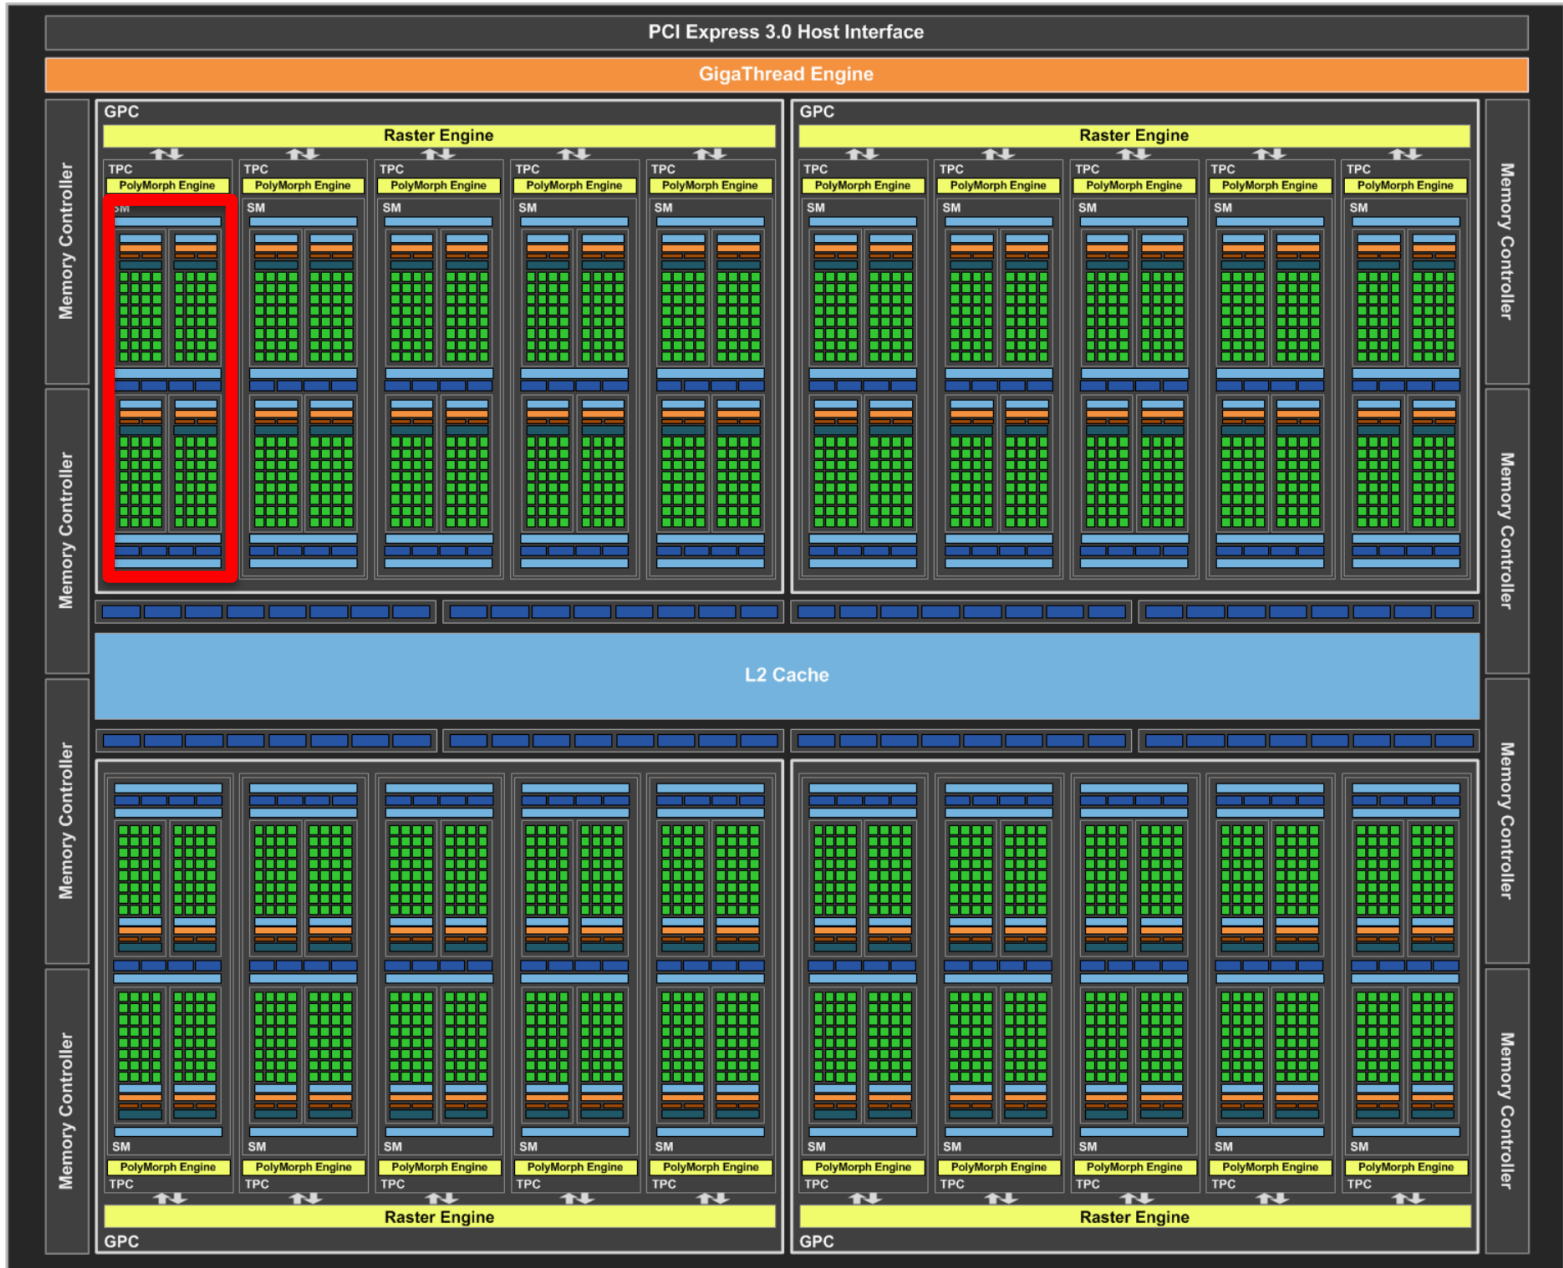 PCI Express 3.0 Host Interface
GigaThread Engine
Memory Controller
Memory Controller
Memory Controller
Memory Controller
GPC
Raster Engine
TPC TPC TPC TPC TPC
PolyMorph Engine PolyMorph Engine PolyMorph Engine PolyMorph Engine PolyMorph Engine
SM SM SM SM SM
GPC
Raster Engine
TPC TPC TPC TPC TPC
PolyMorph Engine PolyMorph Engine PolyMorph Engine PolyMorph Engine PolyMorph Engine
SM SM SM SM SM
L2 Cache
SM SM SM SM SM
PolyMorph Engine PolyMorph Engine PolyMorph Engine PolyMorph Engine PolyMorph Engine
TPC TPC TPC TPC TPC
Raster Engine
GPC
SM SM SM SM SM
PolyMorph Engine PolyMorph Engine PolyMorph Engine PolyMorph Engine PolyMorph Engine
TPC TPC TPC TPC TPC
Raster Engine
GPC
Memory Controller
Memory Controller
Memory Controller
Memory Controller